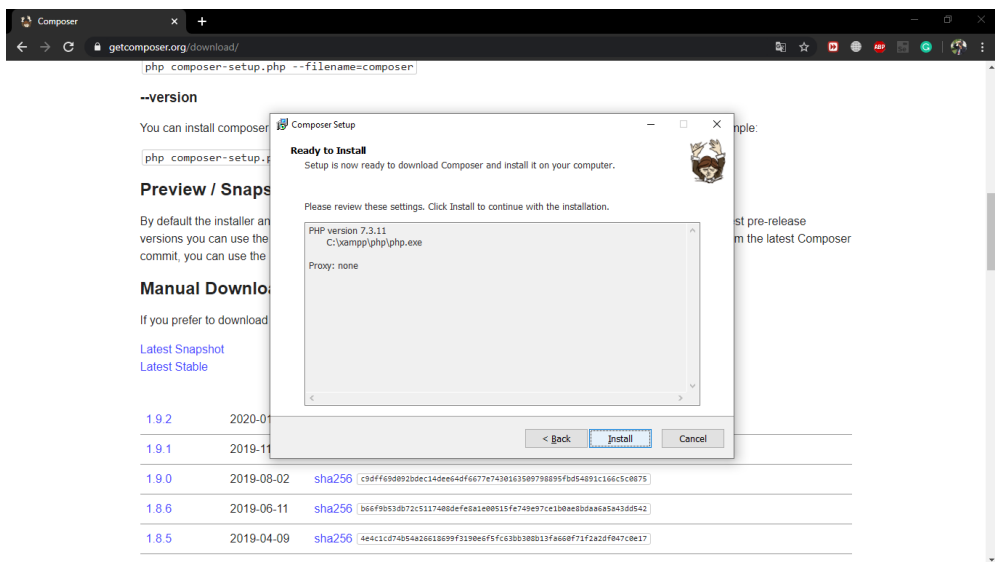 Composer
getcomposer.org/download/
php composer-setup.php --filename=composer
--version
You can install composer
mple:
php composer-setup.p
Preview / Snaps
By default the installer an
est pre-release
versions you can use the
m the latest Composer
commit, you can use the
Manual Downlo
If you prefer to download
Latest Snapshot
Latest Stable
Composer Setup
Ready to Install
Setup is now ready to download Composer and install it on your computer.
Please review these settings. Click Install to continue with the installation.
PHP version 7.3.11
C:\xampp\php\php.exe
Proxy: none
< Back Install Cancel
1.9.2 2020-01
1.9.1 2019-11
1.9.0 2019-08-02 sha256
1.8.6 2019-06-11 sha256
1.8.5 2019-04-09 sha256
ABP